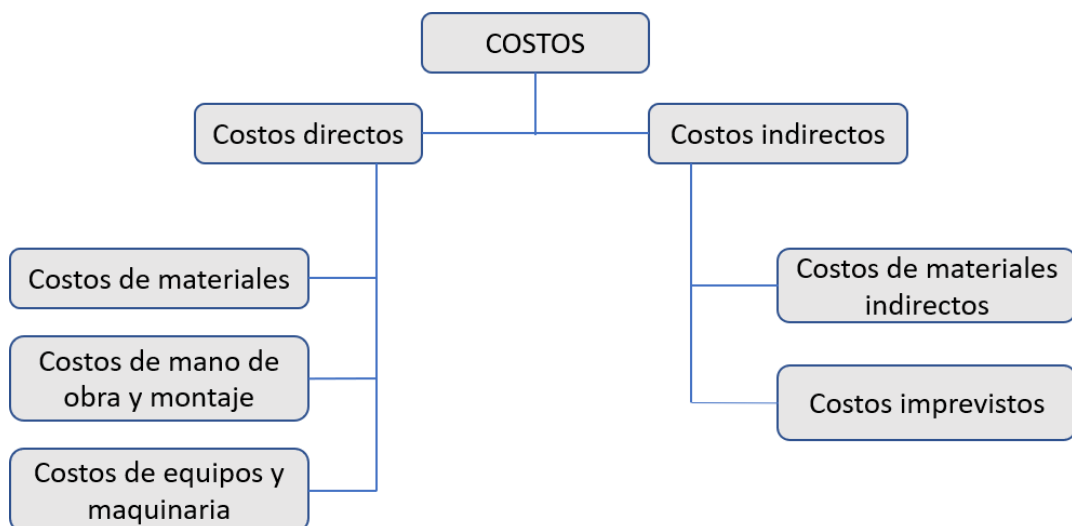 COSTOS
Costos directos
Costos indirectos
Costos de materiales
Costos de mano de
obra y montaje
Costos de equipos y
maquinaria
Costos de materiales
indirectos
Costos imprevistos